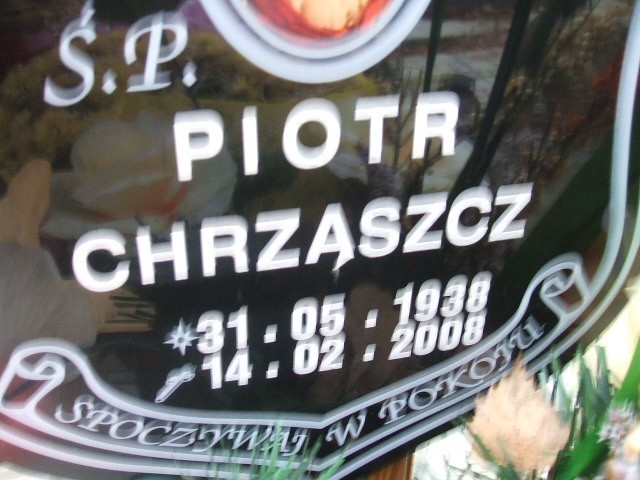 Ś.P.
PIOTR
CHRZĄSZCZ
31.05.1938
14.02.2008
SPOCZYWAJ W POKOJU